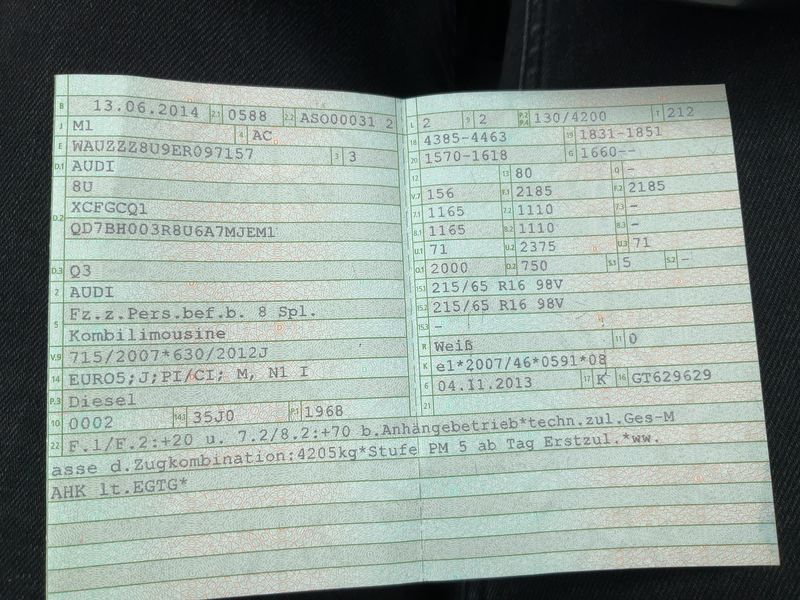 B 13.06.2014 2.1 0588 2.2 ASO00031 2
J M1 4 AC
E WAUZZZ8U9ER097157 3 3
D.1 AUDI
8U
D.2 XCFGCQ1
QD7BH003R8U6A7MJEM1
D.3 Q3
2 AUDI
5 Fz.z.Pers.bef.b. 8 Spl.
Kombilimousine
V.9 715/2007*630/2012J
14 EURO5;J;PI/CI; M, N1 I
P.3 Diesel
10 0002 14.1 35J0 P.1 1968
L 2 9 2 P.2 P.4 130/4200 T 212
18 4385-4463 19 1831-1851
20 1570-1618 G 1660--
12 13 80 Q -
V.7 156 F.1 2185 F.2 2185
7.1 1165 7.2 1110 7.3 -
8.1 1165 8.2 1110 8.3 -
U.1 71 U.2 2375 U.3 71
O.1 2000 O.2 750 S.1 5 S.2 -
15.1 215/65 R16 98V
15.2 215/65 R16 98V
15.3 -
R Weiß 11 0
K e1*2007/46*0591*08
6 04.11.2013 17 K 16 GT629629
21
22 F.1/F.2:+20 u. 7.2/8.2:+70 b.Anhängebetrieb*techn.zul.Ges-M
asse d.Zugkombination:4205kg*Stufe PM 5 ab Tag Erstzul.*ww.
AHK lt.EGTG*